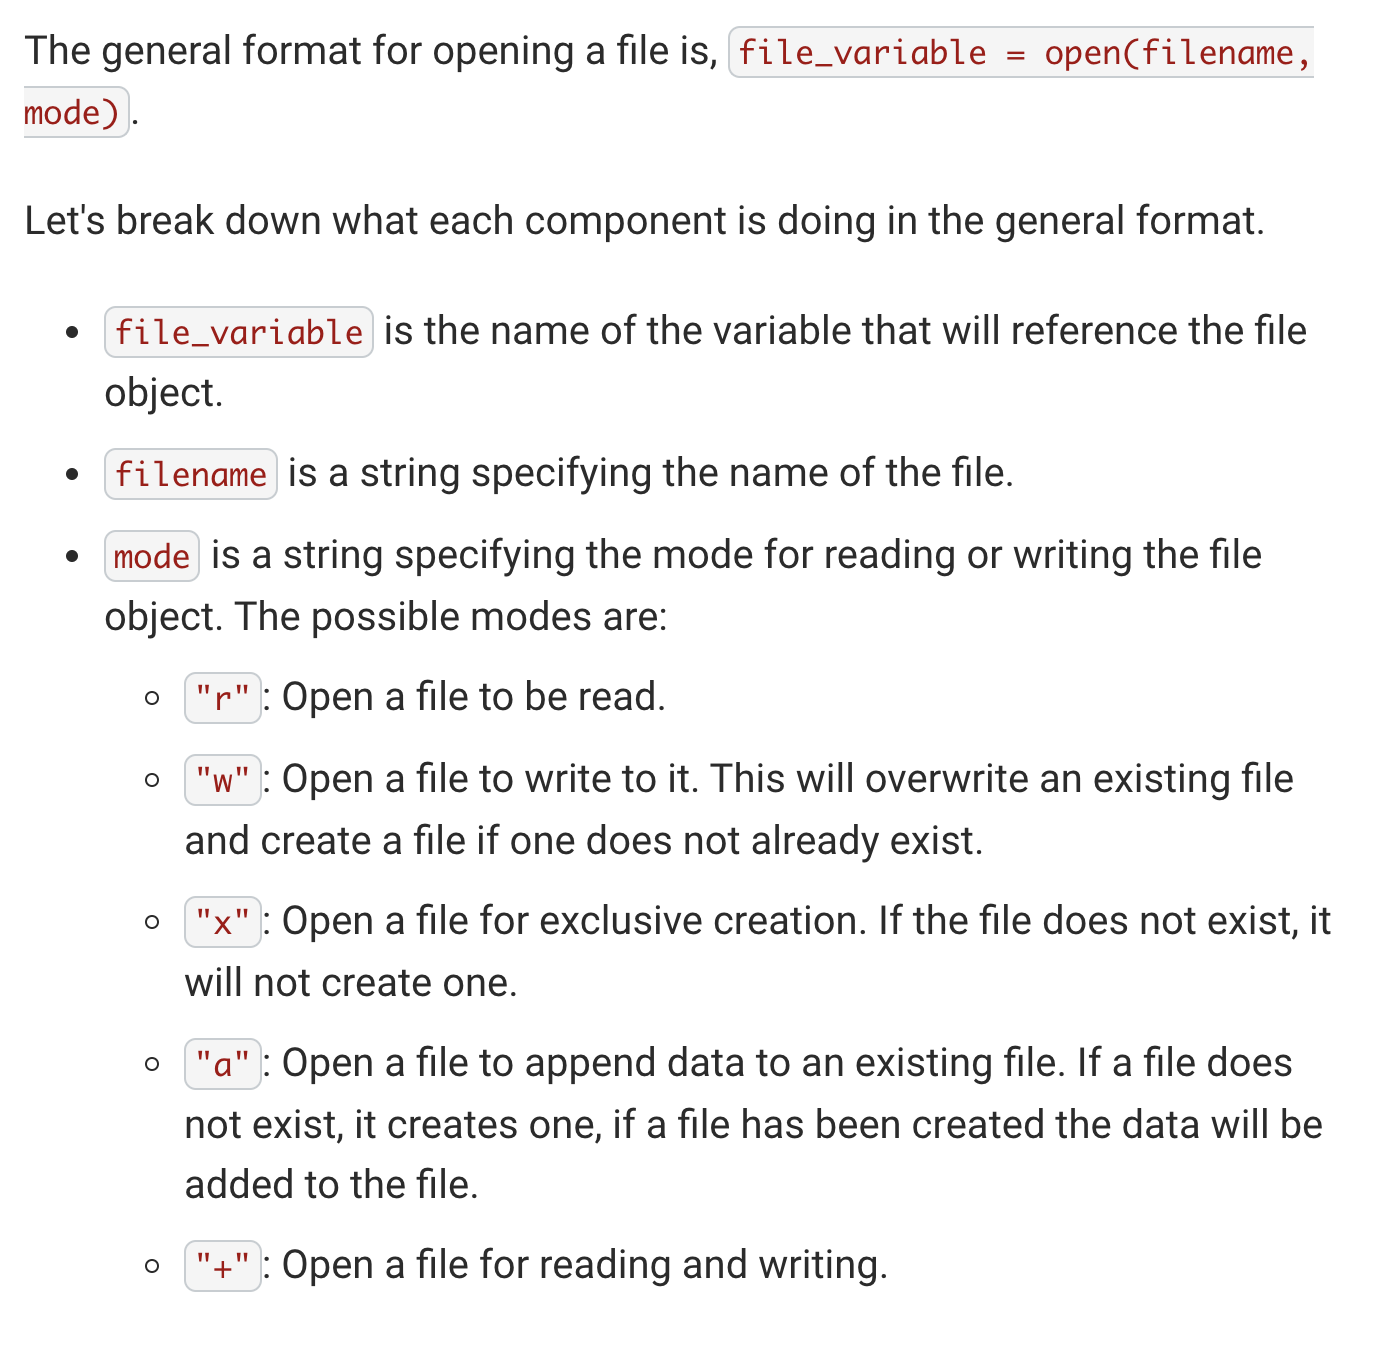 The general format for opening a file is, file_variable = open(filename,
mode).
Let's break down what each component is doing in the general format.
• file_variable is the name of the variable that will reference the file
object.
• filename is a string specifying the name of the file.
• mode is a string specifying the mode for reading or writing the file
object. The possible modes are:
◦ "r": Open a file to be read.
◦ "w": Open a file to write to it. This will overwrite an existing file
and create a file if one does not already exist.
◦ "x": Open a file for exclusive creation. If the file does not exist, it
will not create one.
◦ "a": Open a file to append data to an existing file. If a file does
not exist, it creates one, if a file has been created the data will be
added to the file.
◦ "+": Open a file for reading and writing.